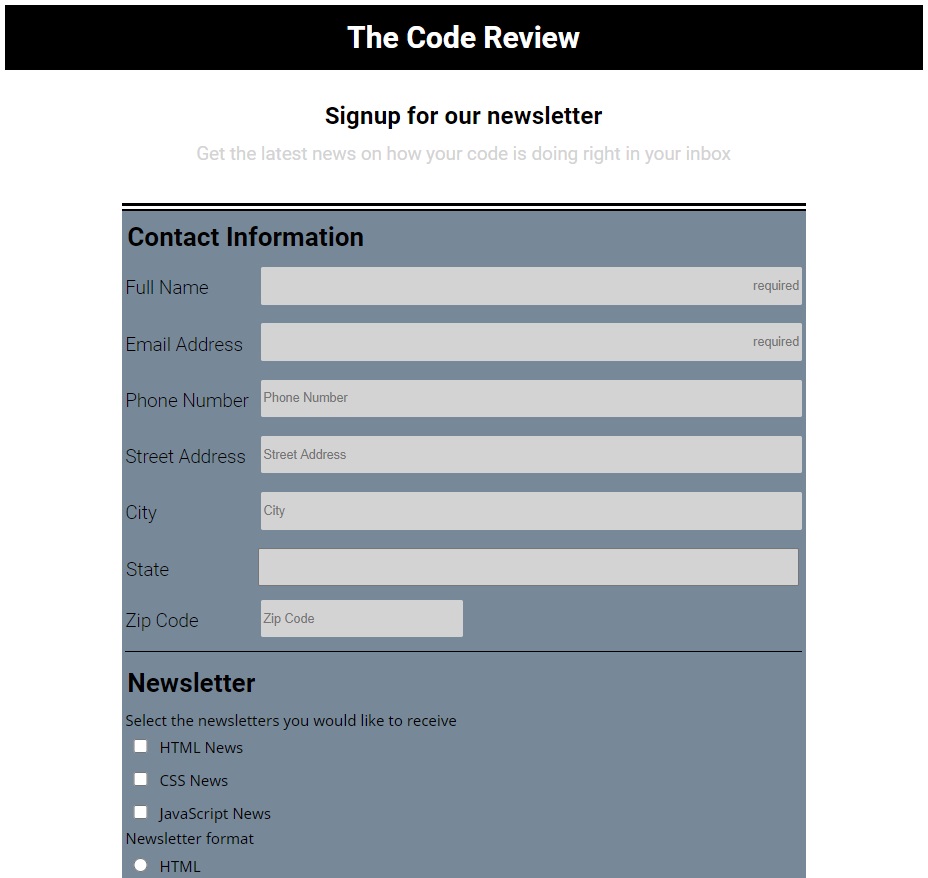 The Code Review
Signup for our newsletter
Get the latest news on how your code is doing right in your inbox
Contact Information
Full Name required
Email Address required
Phone Number Phone Number
Street Address Street Address
City City
State
Zip Code Zip Code
Newsletter
Select the newsletters you would like to receive
HTML News
CSS News
JavaScript News
Newsletter format
HTML